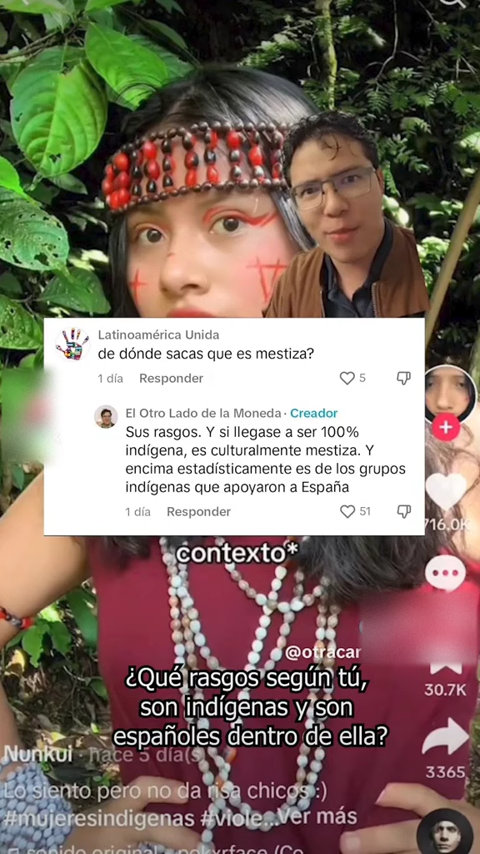 Latinoamérica Unida
de dónde sacas que es mestiza?
1 día Responder 5
El Otro Lado de la Moneda · Creador
Sus rasgos. Y si llegase a ser 100%
indígena, es culturalmente mestiza. Y
encima estadísticamente es de los grupos
indígenas que apoyaron a España
1 día Responder 51
716.0K
contexto*
@otracar
30.7K
¿Qué rasgos según tú,
son indígenas y son
españoles dentro de ella?
3365
Nunkui · hace 5 día(s)
Lo siento pero no da risa chicos :)
#mujeresindigenas #viole...Ver más
sonido original - pokxrface (Co